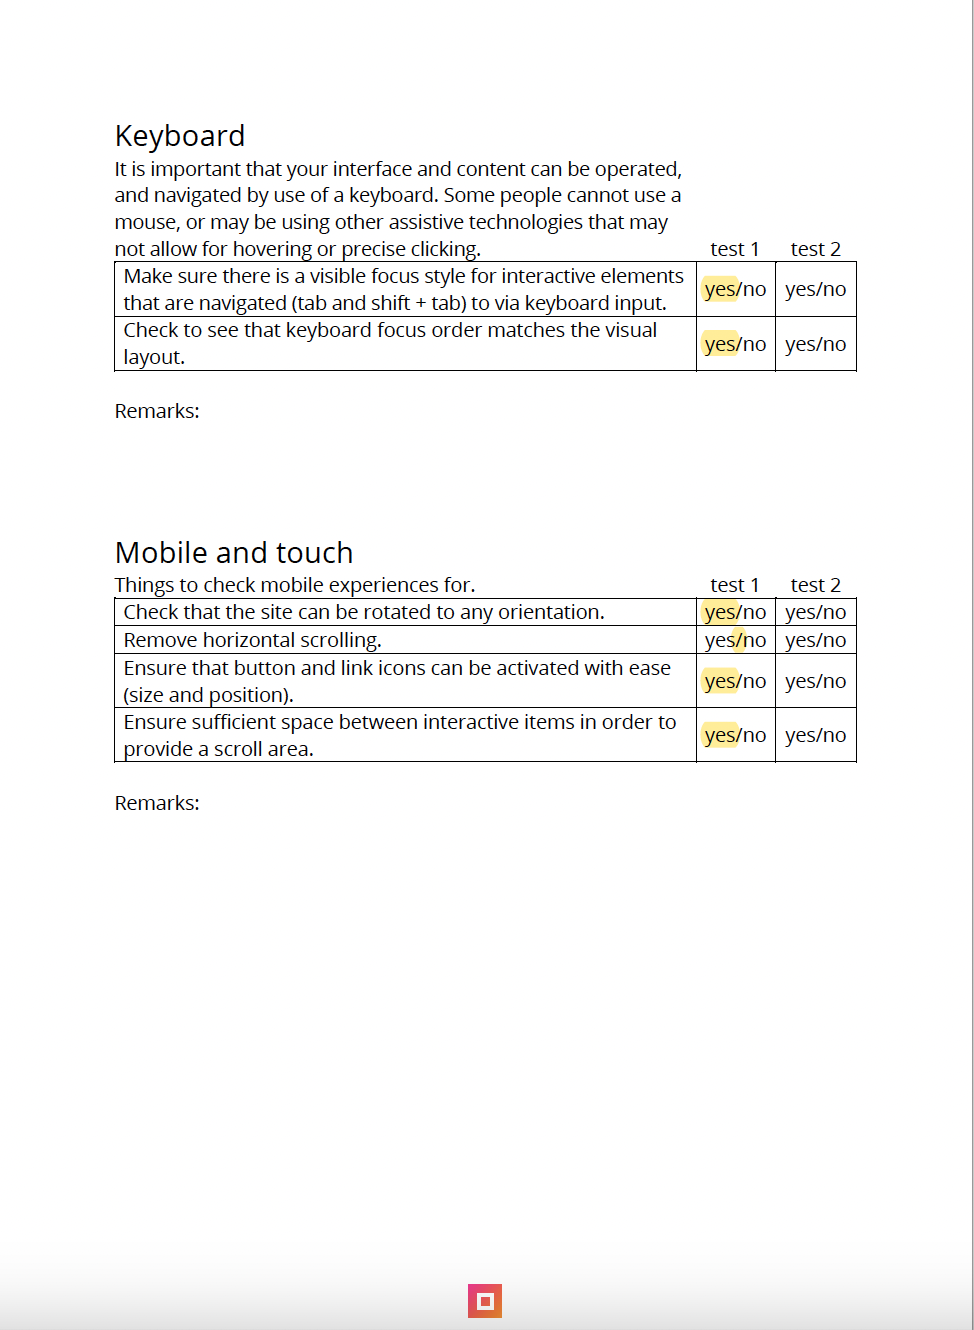 Keyboard
It is important that your interface and content can be operated,
and navigated by use of a keyboard. Some people cannot use a
mouse, or may be using other assistive technologies that may
not allow for hovering or precise clicking. test 1 test 2
Make sure there is a visible focus style for interactive elements
that are navigated (tab and shift + tab) to via keyboard input.
yes/no yes/no
Check to see that keyboard focus order matches the visual
layout.
yes/no yes/no
Remarks:
Mobile and touch
Things to check mobile experiences for. test 1 test 2
Check that the site can be rotated to any orientation. yes/no yes/no
Remove horizontal scrolling. yes/no yes/no
Ensure that button and link icons can be activated with ease
(size and position).
yes/no yes/no
Ensure sufficient space between interactive items in order to
provide a scroll area.
yes/no yes/no
Remarks: